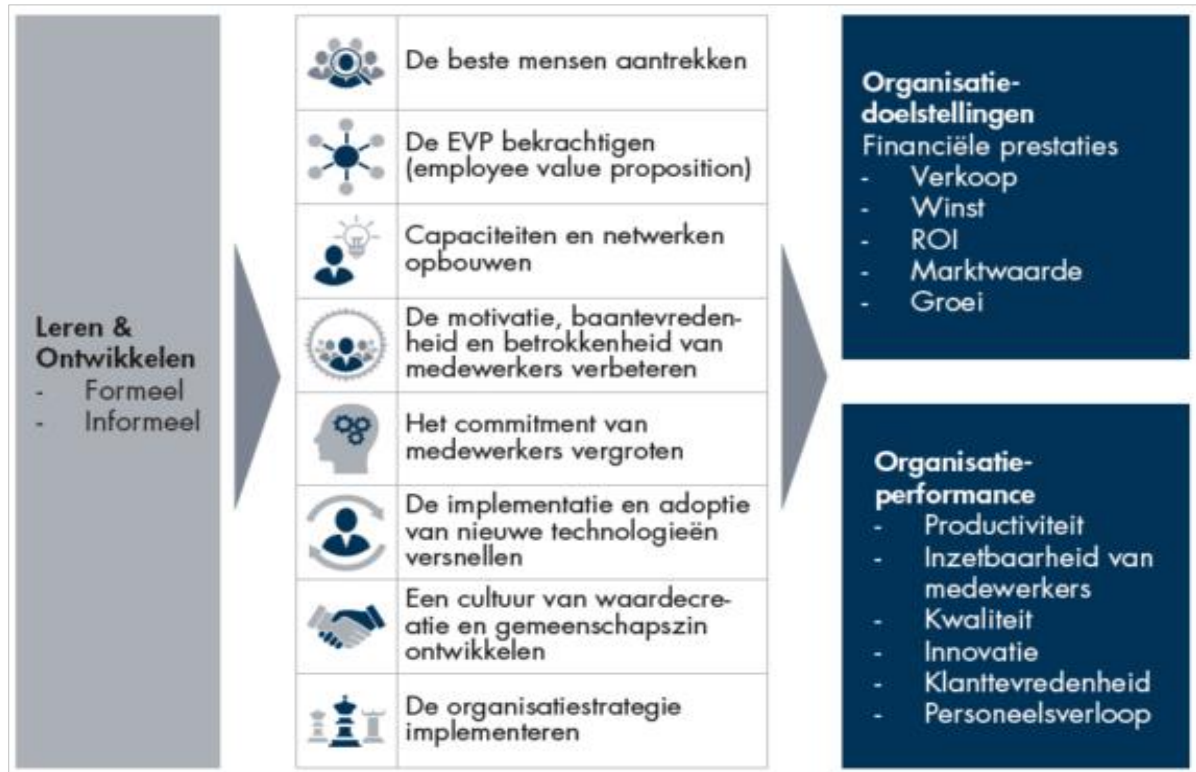 Leren &
Ontwikkelen
- Formeel
- Informeel
De beste mensen aantrekken
De EVP bekrachtigen
(employee value proposition)
Capaciteiten en netwerken
opbouwen
De motivatie, baantevreden-
heid en betrokkenheid van
medewerkers verbeteren
Het commitment van
medewerkers vergroten
De implementatie en adoptie
van nieuwe technologieën
versnellen
Een cultuur van waardecre-
atie en gemeenschapszin
ontwikkelen
De organisatiestrategie
implementeren
Organisatie-
doelstellingen
Financiële prestaties
- Verkoop
- Winst
- ROI
- Marktwaarde
- Groei
Organisatie-
performance
- Productiviteit
- Inzetbaarheid van
medewerkers
- Kwaliteit
- Innovatie
- Klanttevredenheid
- Personeelsverloop